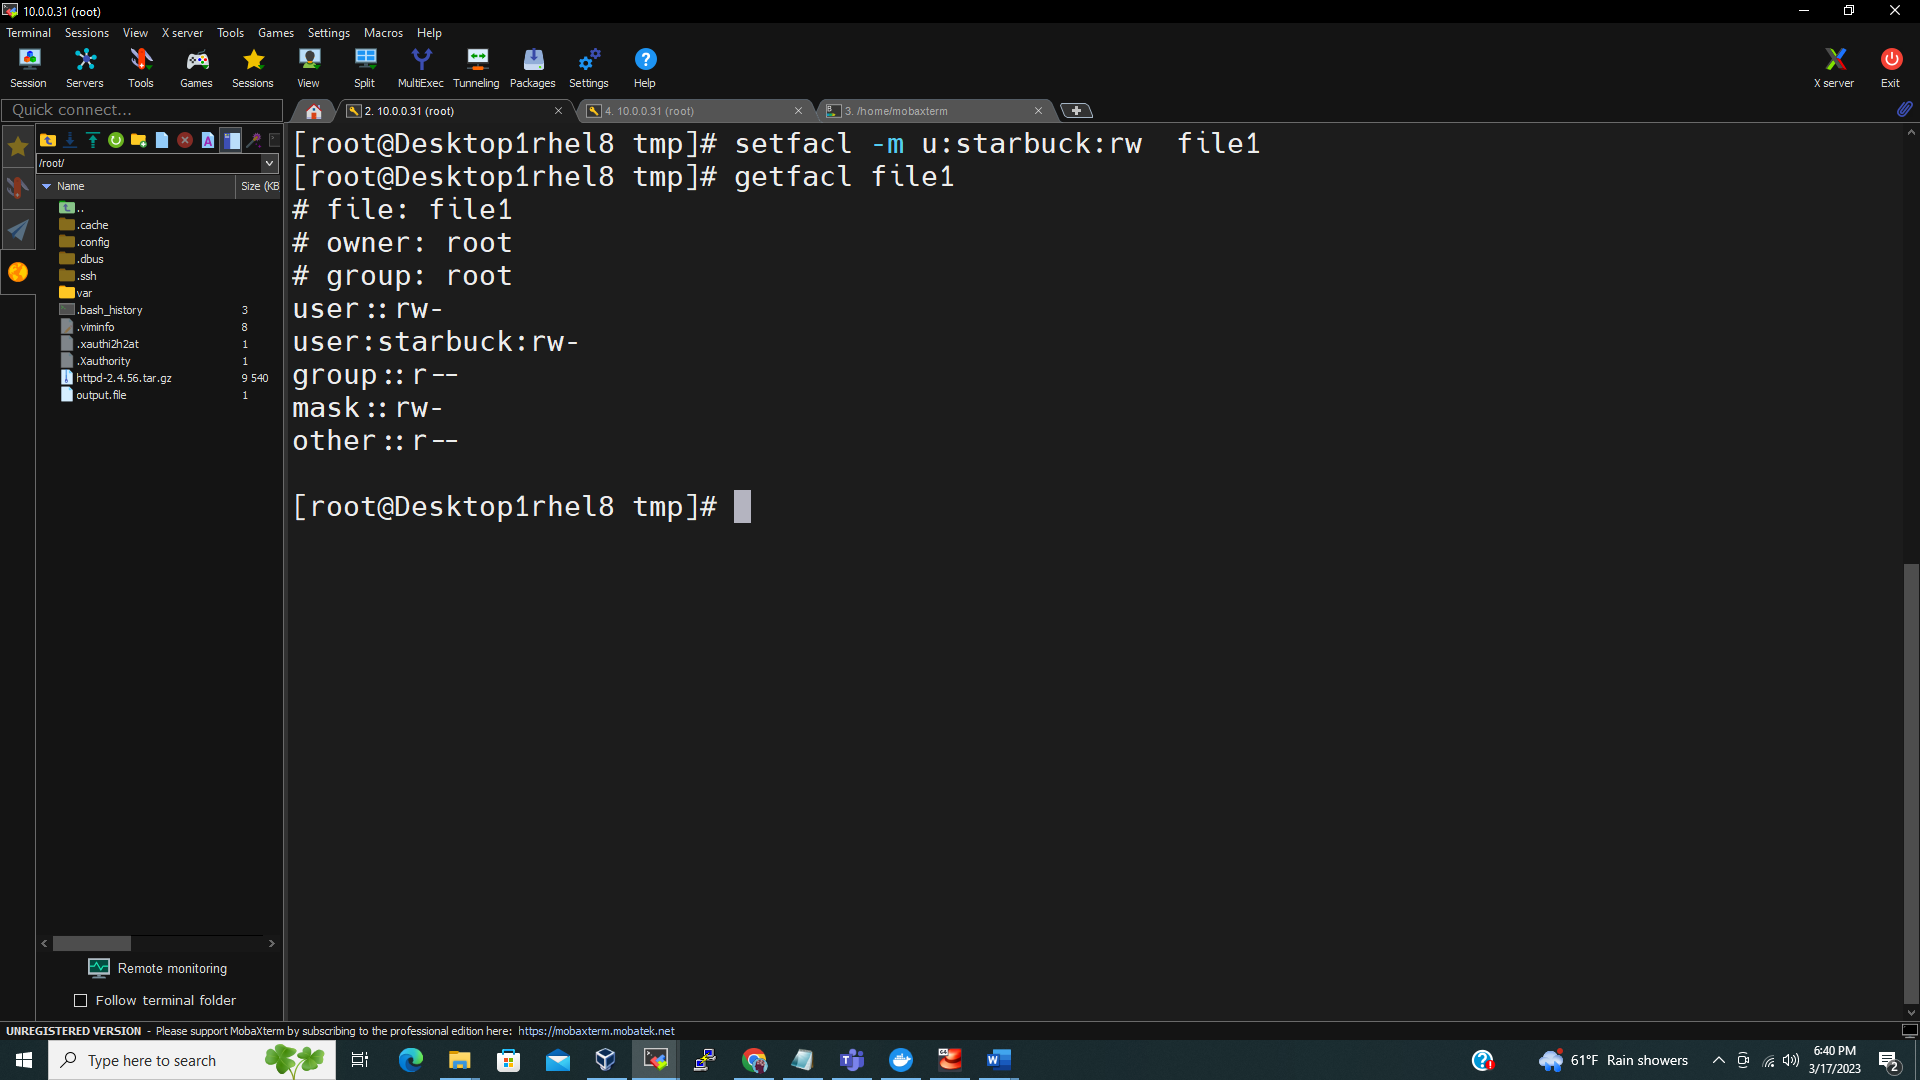 10.0.0.31 (root)
Terminal Sessions View X server Tools Games Settings Macros Help
Session Servers Tools Games Sessions View Split MultiExec Tunneling Packages Settings Help X server Exit
Quick connect...
2. 10.0.0.31 (root)
4. 10.0.0.31 (root)
3. /home/mobaxterm
/root/
Name Size (KB
..
.cache
.config
.dbus
.ssh
var
.bash_history 3
.viminfo 8
.xauthi2h2at 1
.Xauthority 1
httpd-2.4.56.tar.gz 9 540
output.file 1
[root@Desktop1rhel8 tmp]# setfacl -m u:starbuck:rw  file1
[root@Desktop1rhel8 tmp]# getfacl file1
# file: file1
# owner: root
# group: root
user::rw-
user:starbuck:rw-
group::r--
mask::rw-
other::r--
[root@Desktop1rhel8 tmp]#
Remote monitoring
Follow terminal folder
UNREGISTERED VERSION - Please support MobaXterm by subscribing to the professional edition here: https://mobaxterm.mobatek.net
Type here to search
61°F Rain showers
6:40 PM
3/17/2023
2